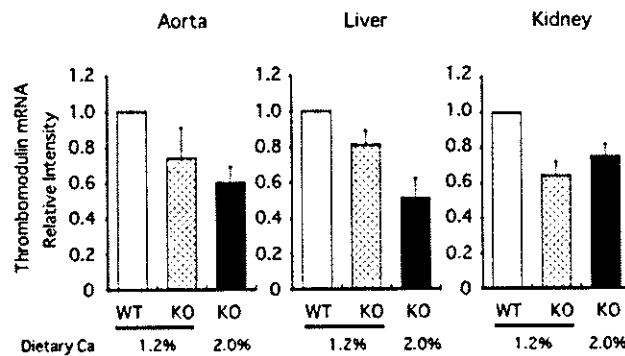 Aorta Liver Kidney
Thrombomodulin mRNA
Relative Intensity
1.2 1.2 1.2
1.0 1.0 1.0
0.8 0.8 0.8
0.6 0.6 0.6
0.4 0.4 0.4
0.2 0.2 0.2
0 0 0
WT KO KO WT KO KO WT KO KO
Dietary Ca 1.2% 2.0% 1.2% 2.0% 1.2% 2.0%